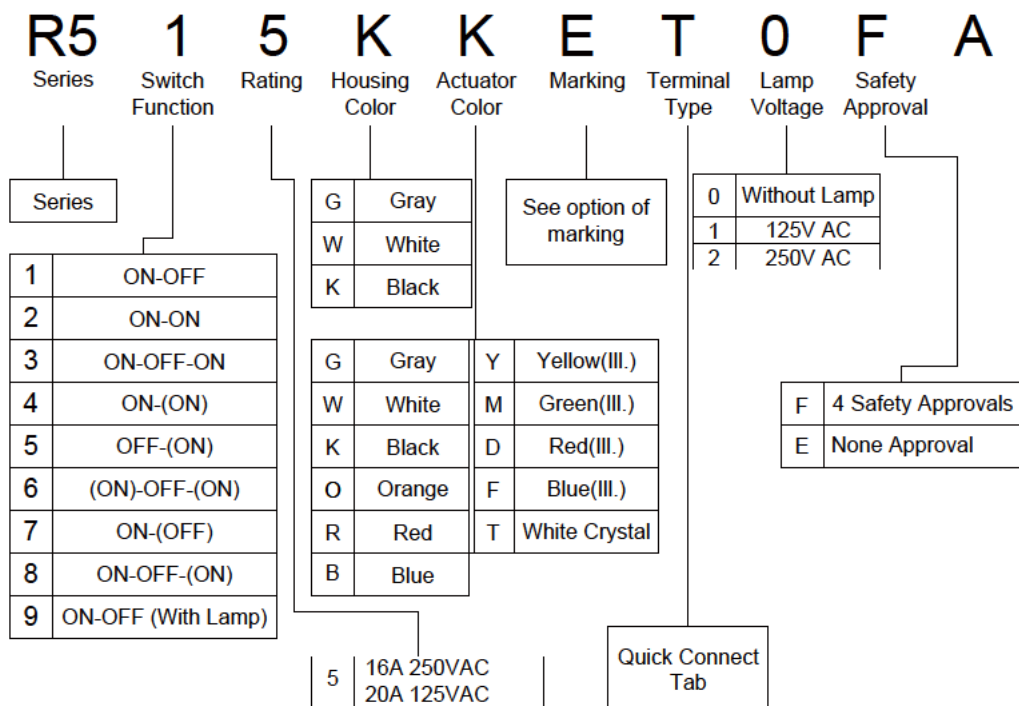 R5 1 5 K K E T 0 F A
Series Switch Function Rating Housing Color Actuator Color Marking Terminal Type Lamp Voltage Safety Approval
Series
1 ON-OFF
2 ON-ON
3 ON-OFF-ON
4 ON-(ON)
5 OFF-(ON)
6 (ON)-OFF-(ON)
7 ON-(OFF)
8 ON-OFF-(ON)
9 ON-OFF (With Lamp)
G Gray
W White
K Black
See option of
marking
0 Without Lamp
1 125V AC
2 250V AC
G Gray Y Yellow(Ill.)
W White M Green(Ill.)
K Black D Red(Ill.)
O Orange F Blue(Ill.)
R Red T White Crystal
B Blue
F 4 Safety Approvals
E None Approval
5 16A 250VAC
20A 125VAC
Quick Connect
Tab